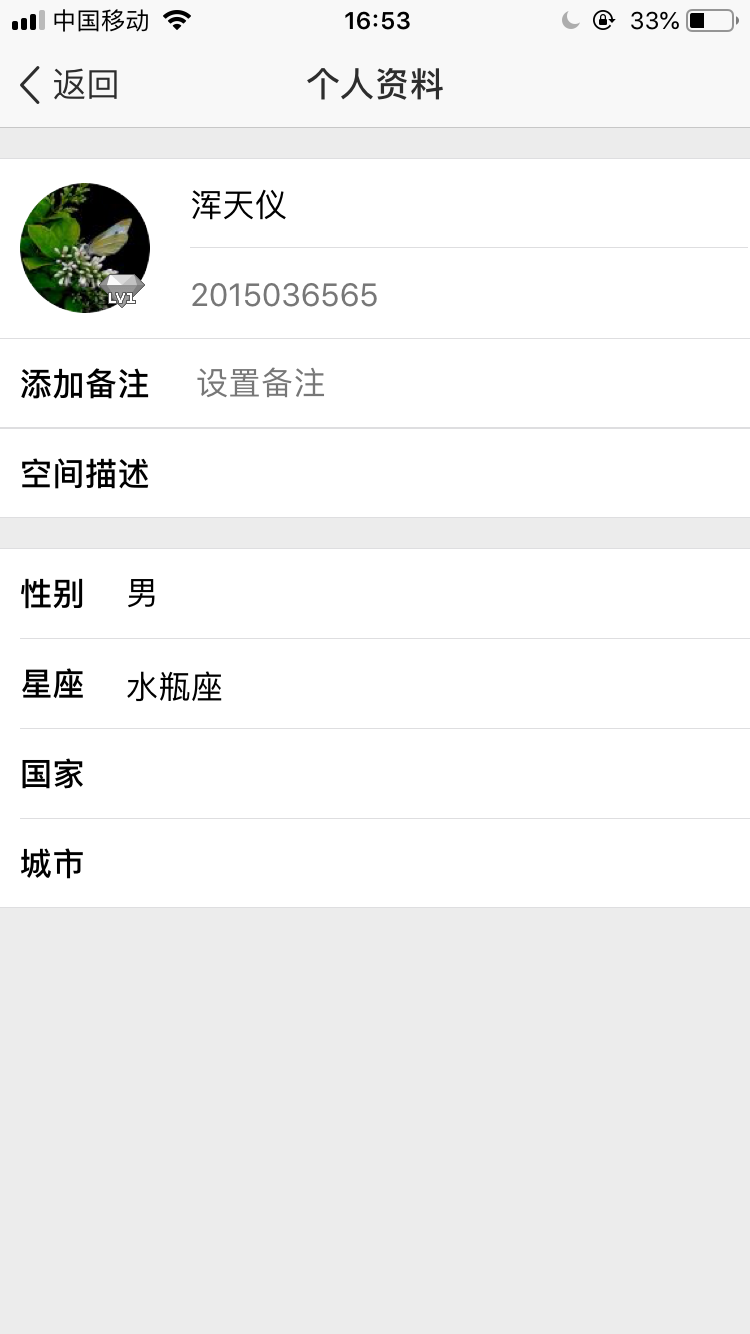 中国移动 16:53 33%
返回 个人资料
浑天仪
LV1
2015036565
添加备注 设置备注
空间描述
性别 男
星座 水瓶座
国家
城市